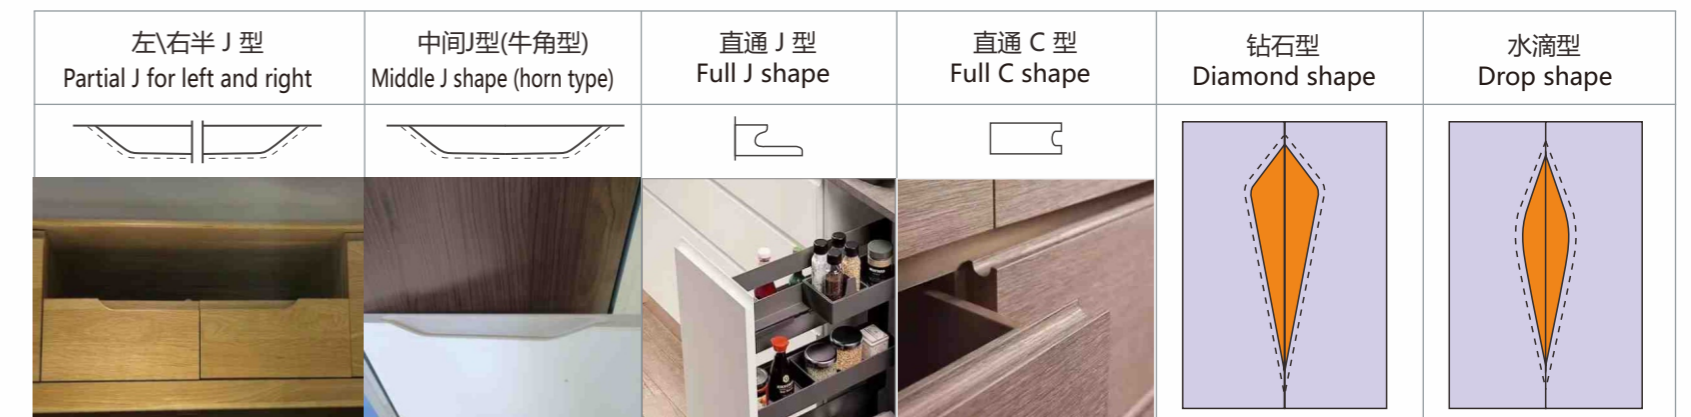 左\右半 J 型
Partial J for left and right
中间J型(牛角型)
Middle J shape (horn type)
直通 J 型
Full J shape
直通 C 型
Full C shape
钻石型
Diamond shape
水滴型
Drop shape